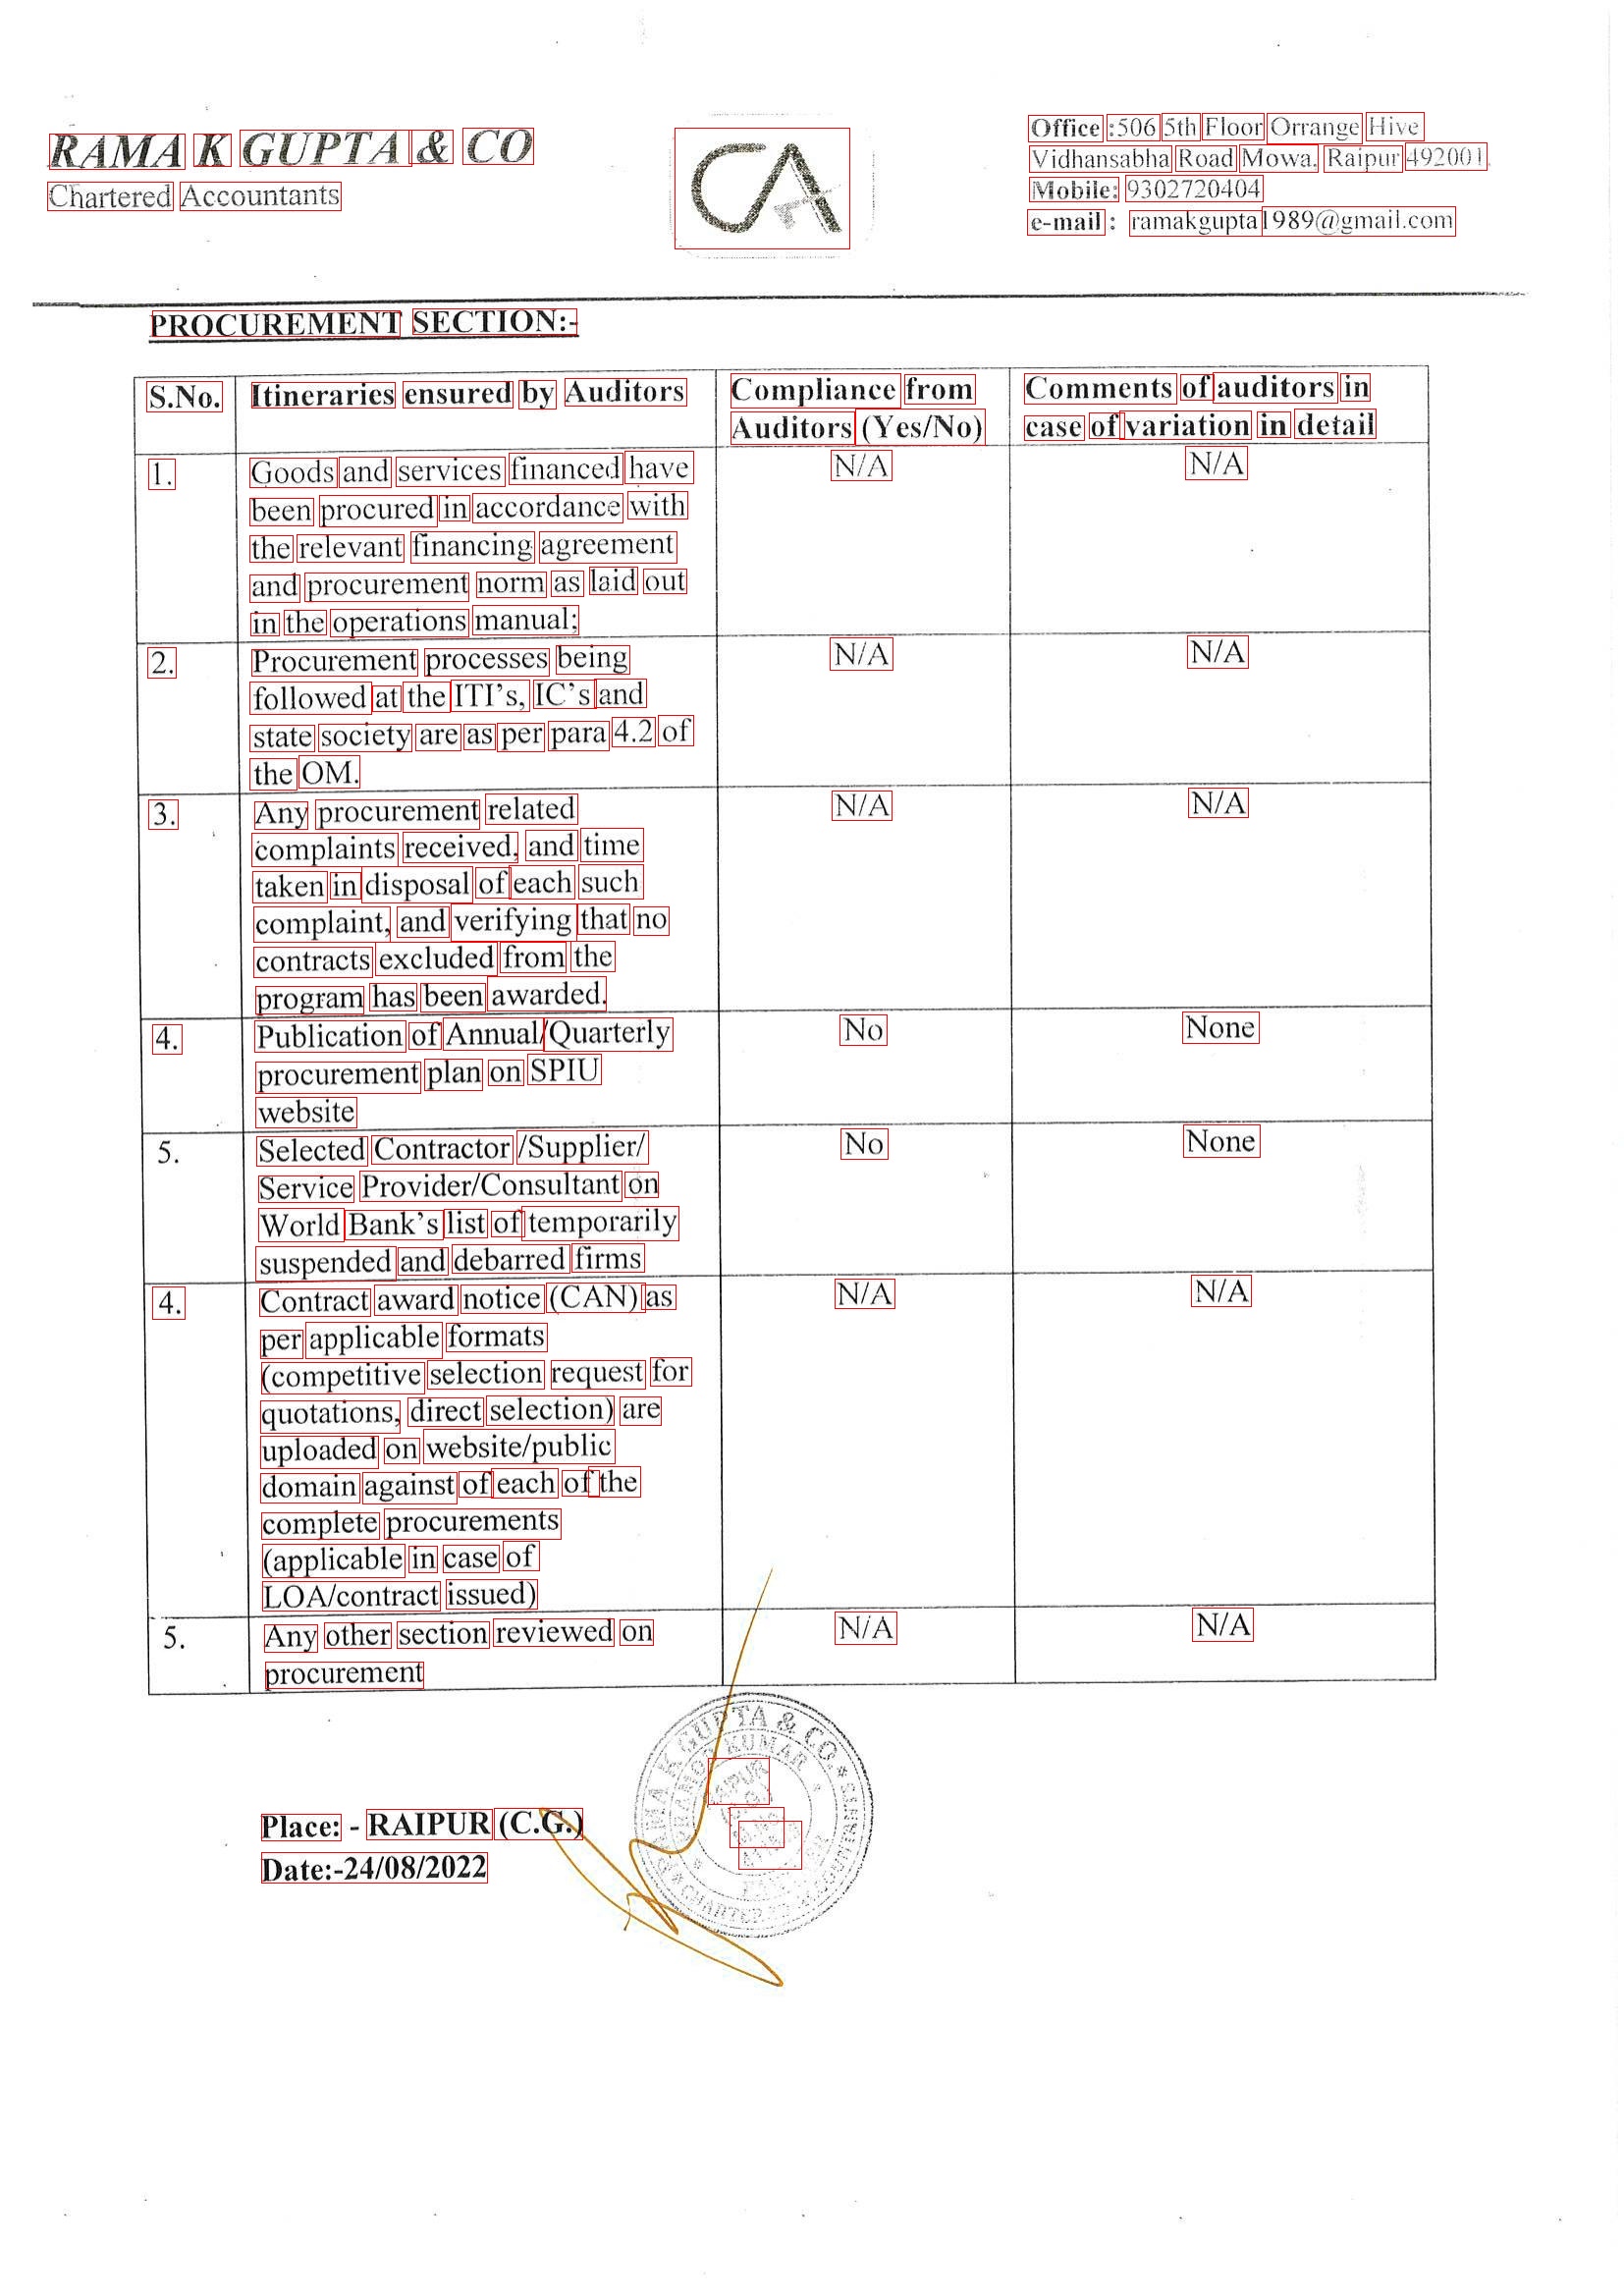 RAMA K GUPTA & CO
Chartered Accountants
CA
Office :506 5th Floor Orrange Hive
Vidhansabha Road Mowa, Raipur 492001,
Mobile: 9302720404
e-mail : ramakgupta1989@gmail.com
PROCUREMENT SECTION:-
S.No. Itineraries ensured by Auditors Compliance from Auditors (Yes/No) Comments of auditors in case of variation in detail
1. Goods and services financed have N/A N/A
been procured in accordance with
the relevant financing agreement
and procurement norm as laid out
in the operations manual;
2. Procurement processes being N/A N/A
followed at the ITI's, IC's and
state society are as per para 4.2 of
the OM.
3. Any procurement related N/A N/A
complaints received, and time
taken in disposal of each such
complaint, and verifying that no
contracts excluded from the
program has been awarded.
4. Publication of Annual/Quarterly No None
procurement plan on SPIU
website
5. Selected Contractor /Supplier/ No None
Service Provider/Consultant on
World Bank's list of temporarily
suspended and debarred firms
4. Contract award notice (CAN) as N/A N/A
per applicable formats
(competitive selection request for
quotations, direct selection) are
uploaded on website/public
domain against of each of the
complete procurements
(applicable in case of
LOA/contract issued)
5. Any other section reviewed on N/A N/A
procurement
RAMA K GUPTA & CO. * CHARTERED ACCOUNTANTS *
Place: - RAIPUR (C.G.)
Date:-24/08/2022